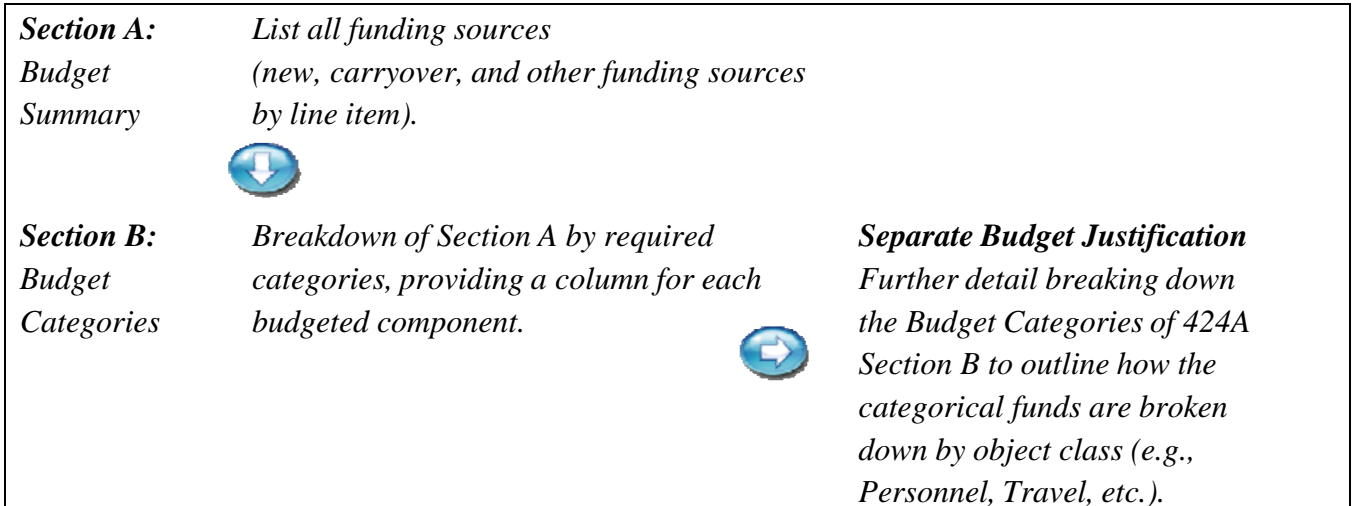 Section A:
Budget
Summary
List all funding sources
(new, carryover, and other funding sources
by line item).
Section B:
Budget
Categories
Breakdown of Section A by required
categories, providing a column for each
budgeted component.
Separate Budget Justification
Further detail breaking down
the Budget Categories of 424A
Section B to outline how the
categorical funds are broken
down by object class (e.g.,
Personnel, Travel, etc.).